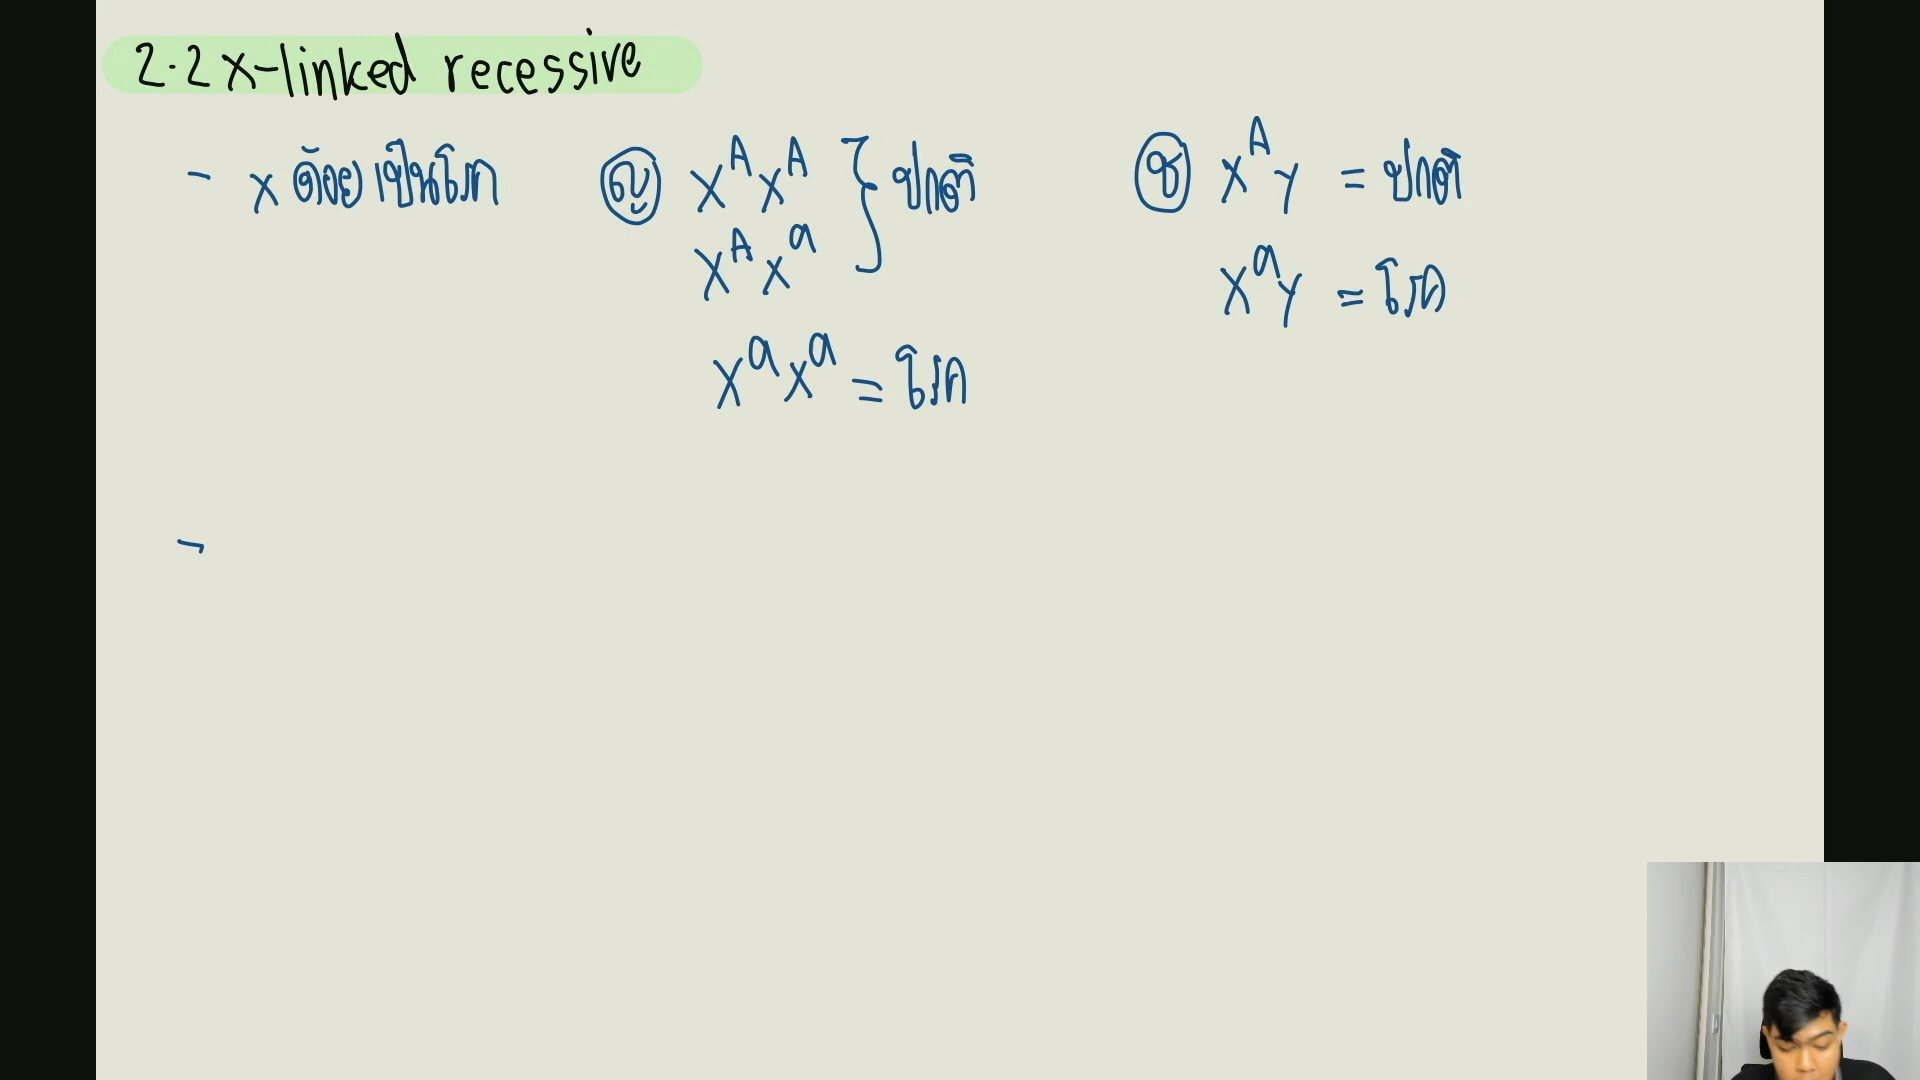 2.2 X-linked recessive
- X ด้อยเป็นโรค
ญ X^A X^A } ปกติ
X^A X^a
X^a X^a = โรค
ช X^A Y = ปกติ
X^a Y = โรค
-